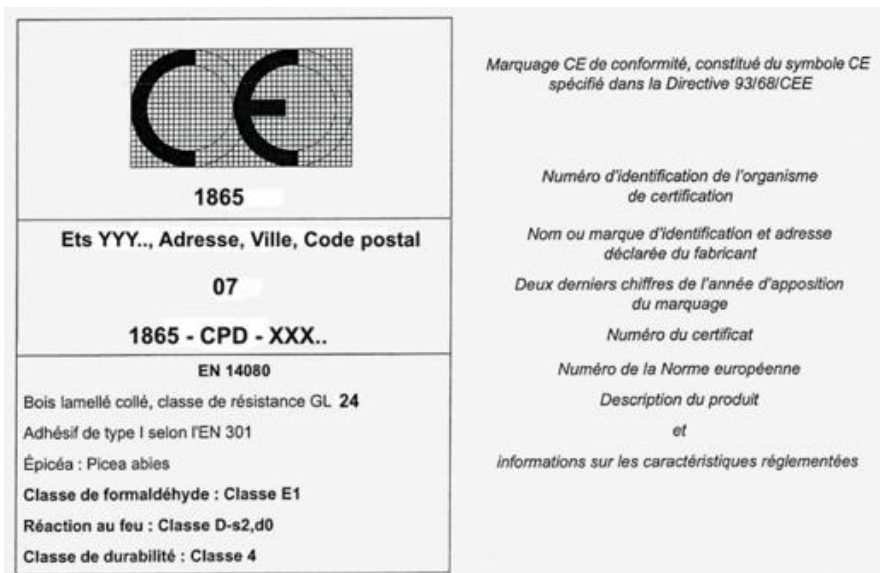 CE
1865
Ets YYY.., Adresse, Ville, Code postal
07
1865 - CPD - XXX..
EN 14080
Bois lamellé collé, classe de résistance GL 24
Adhésif de type I selon l'EN 301
Épicéa : Picea abies
Classe de formaldéhyde : Classe E1
Réaction au feu : Classe D-s2,d0
Classe de durabilité : Classe 4
Marquage CE de conformité, constitué du symbole CE
spécifié dans la Directive 93/68/CEE
Numéro d'identification de l'organisme
de certification
Nom ou marque d'identification et adresse
déclarée du fabricant
Deux derniers chiffres de l'année d'apposition
du marquage
Numéro du certificat
Numéro de la Norme européenne
Description du produit
et
informations sur les caractéristiques réglementées